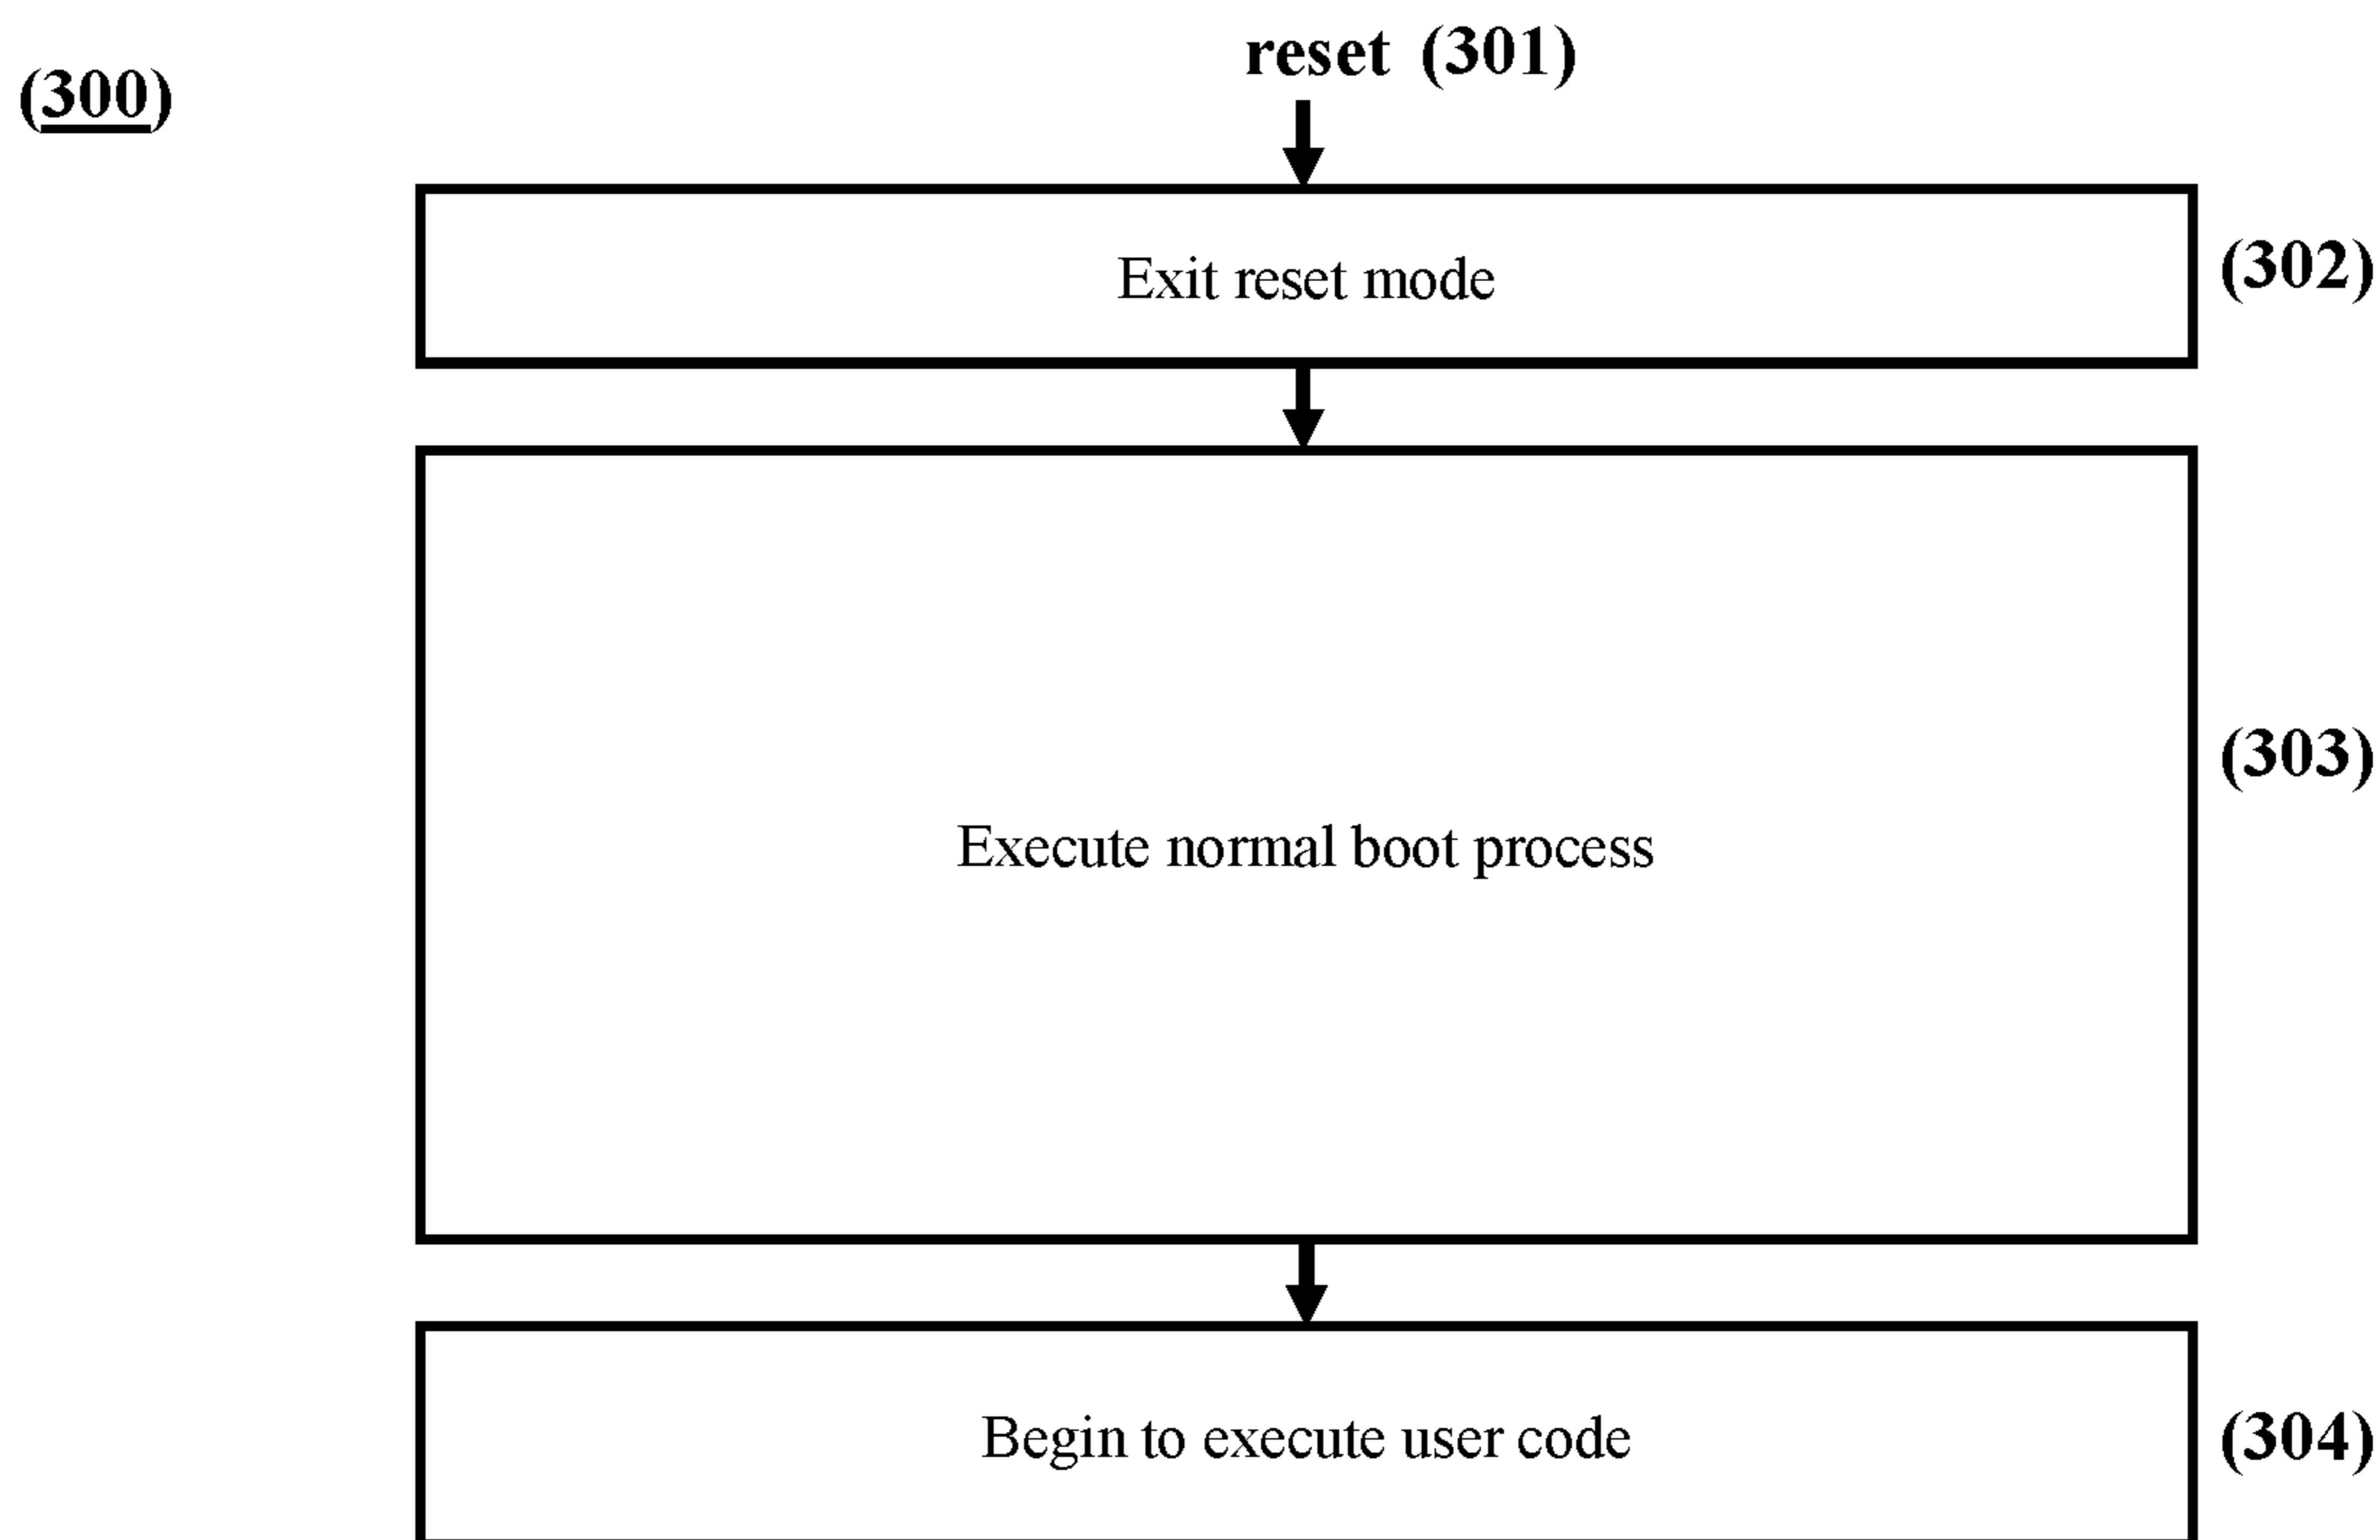 reset (301)
(300)
Exit reset mode
(302)
(303)
Execute normal boot process
Begin to execute user code
(304)